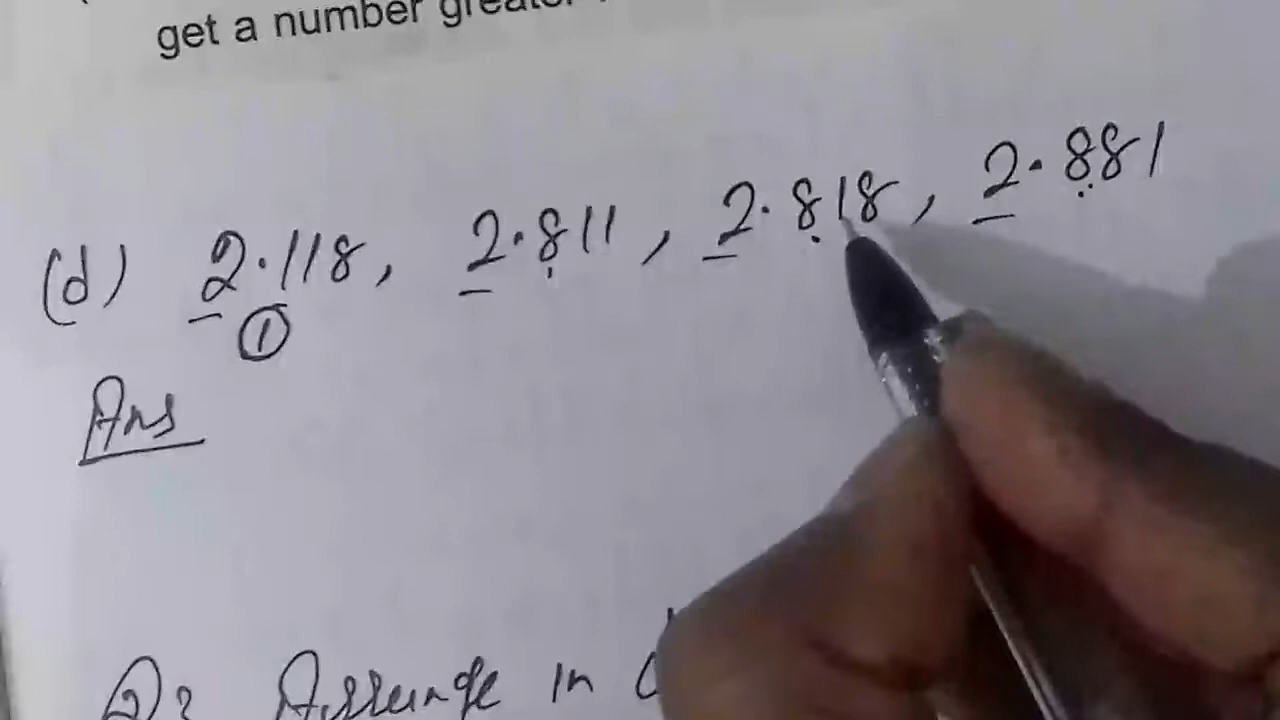 get a number greater
(d) 2.118, 2.811, 2.818, 2.881
①
Ans
Q2 Arrange in